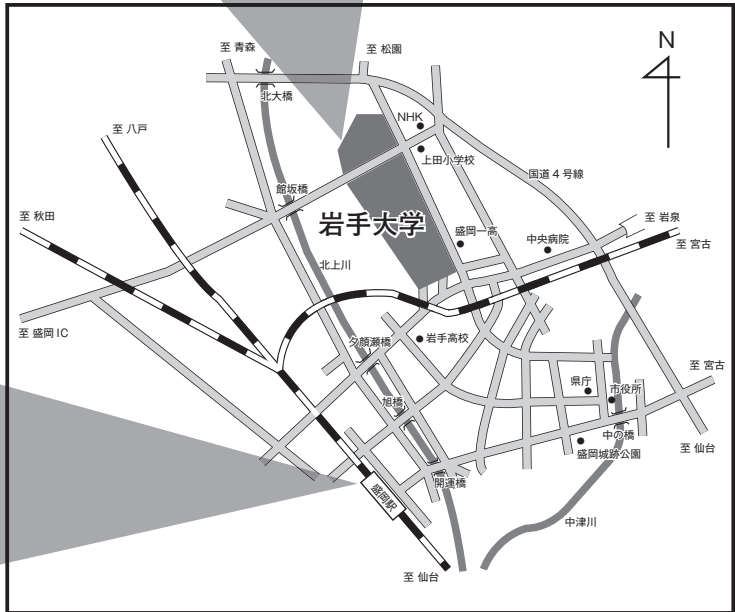 至 青森
至 松園
N
北大橋
NHK
至 八戸
上田小学校
国道４号線
館坂橋
至 秋田
岩手大学
至 岩泉
盛岡一高
中央病院
至 宮古
北上川
至 盛岡IC
夕顔瀬橋
岩手高校
至 宮古
県庁
市役所
旭橋
中の橋
至 仙台
盛岡城跡公園
開運橋
盛岡駅
中津川
至 仙台